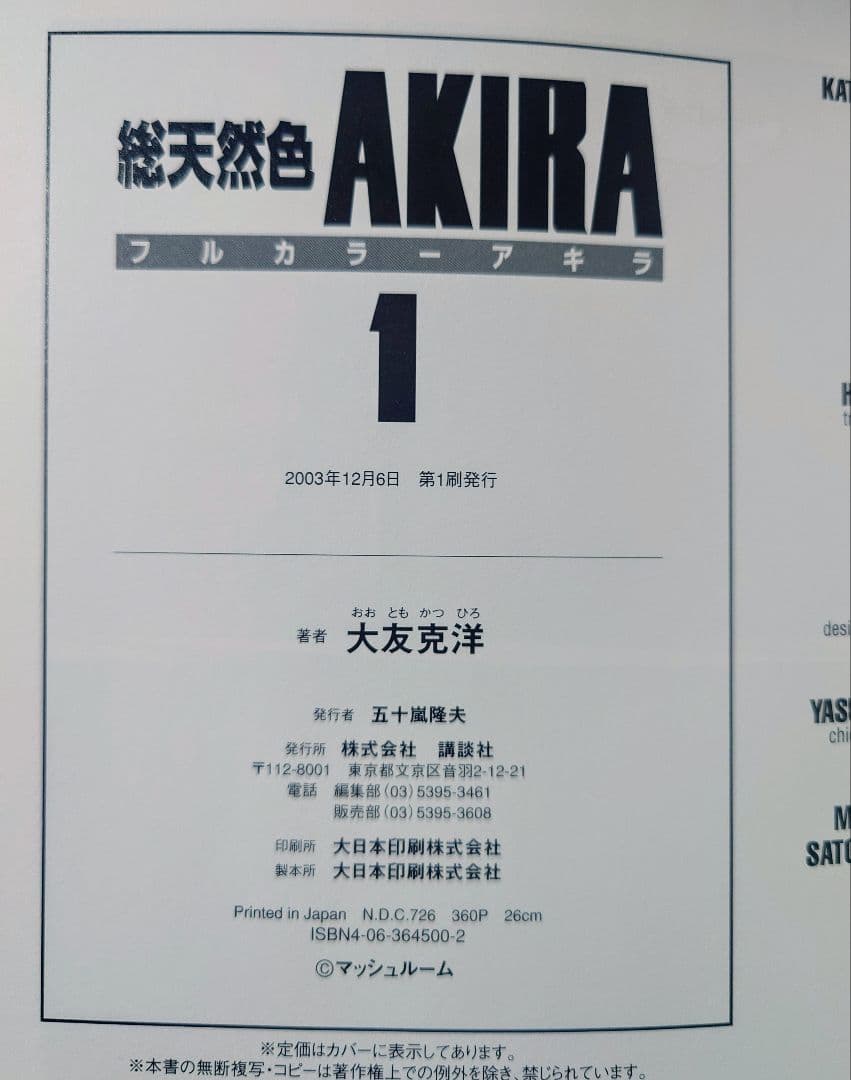 総天然色 AKIRA
フルカラーアキラ
1
2003年12月6日 第1刷発行
おお とも かつ ひろ
著者 大友克洋
発行者 五十嵐隆夫
発行所 株式会社 講談社
〒112-8001 東京都文京区音羽2-12-21
電話 編集部(03)5395-3461
販売部(03)5395-3608
印刷所 大日本印刷株式会社
製本所 大日本印刷株式会社
Printed in Japan N.D.C.726 360P 26cm
ISBN4-06-364500-2
©マッシュルーム
※定価はカバーに表示してあります。
※本書の無断複写・コピーは著作権上での例外を除き、禁じられています。
KAT
H
tr
desi
YASU
chi
M
SATO